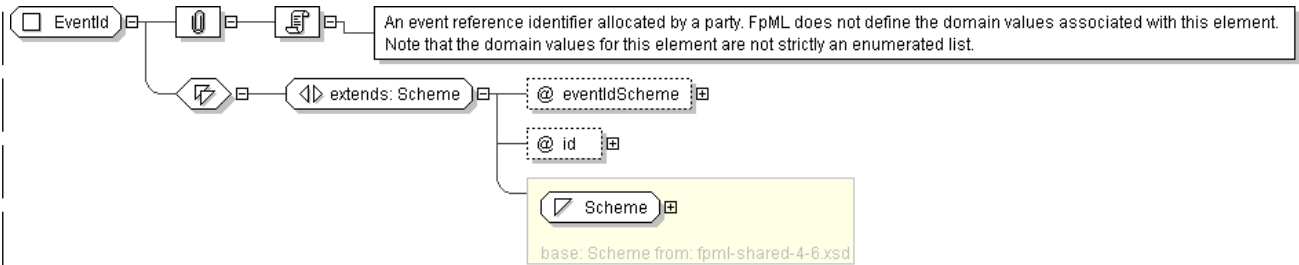 EventId
An event reference identifier allocated by a party. FpML does not define the domain values associated with this element.
Note that the domain values for this element are not strictly an enumerated list.
extends: Scheme
@ eventIdScheme
@ id
Scheme
base: Scheme from: fpml-shared-4-6.xsd